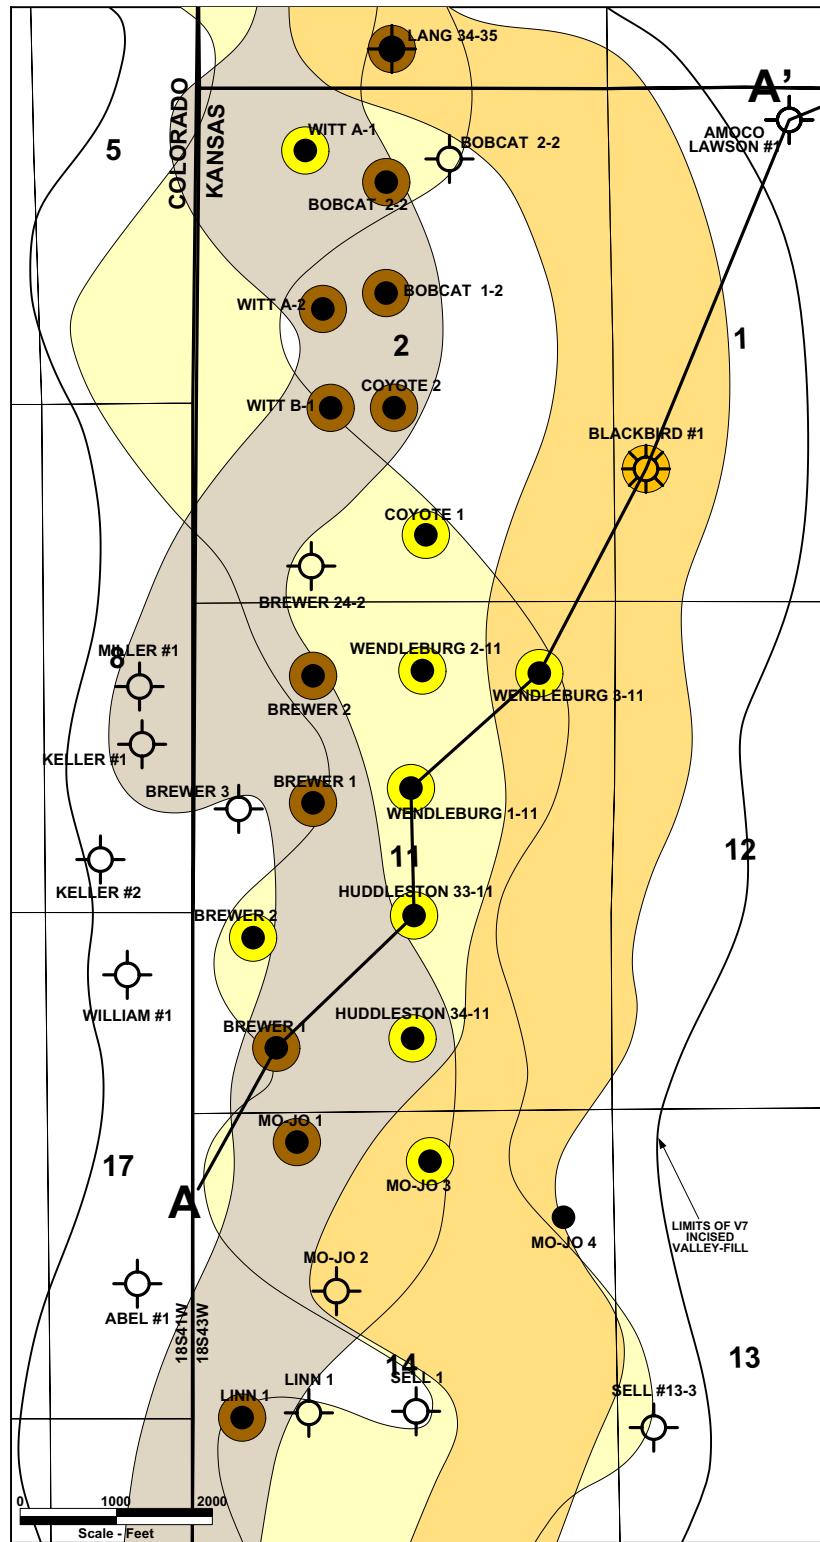 LANG 34-35
A'
COLORADO
KANSAS
AMOCO
LAWSON #1
WITT A-1
BOBCAT 2-2
5
BOBCAT 2-2
BOBCAT 1-2
WITT A-2
2
1
COYOTE 2
WITT B-1
BLACKBIRD #1
COYOTE 1
BREWER 24-2
WENDLEBURG 2-11
MILLER #1
8
WENDLEBURG 3-11
BREWER 2
KELLER #1
BREWER 1
BREWER 3
WENDLEBURG 1-11
11
12
KELLER #2
HUDDLESTON 33-11
BREWER 2
WILLIAM #1
HUDDLESTON 34-11
BREWER 1
MO-JO 1
17
MO-JO 3
A
LIMITS OF V7
INCISED
VALLEY-FILL
MO-JO 4
MO-JO 2
ABEL #1
18S41W
18S43W
14
13
LINN 1
SELL 1
SELL #13-3
LINN 1
0 1000 2000
Scale - Feet